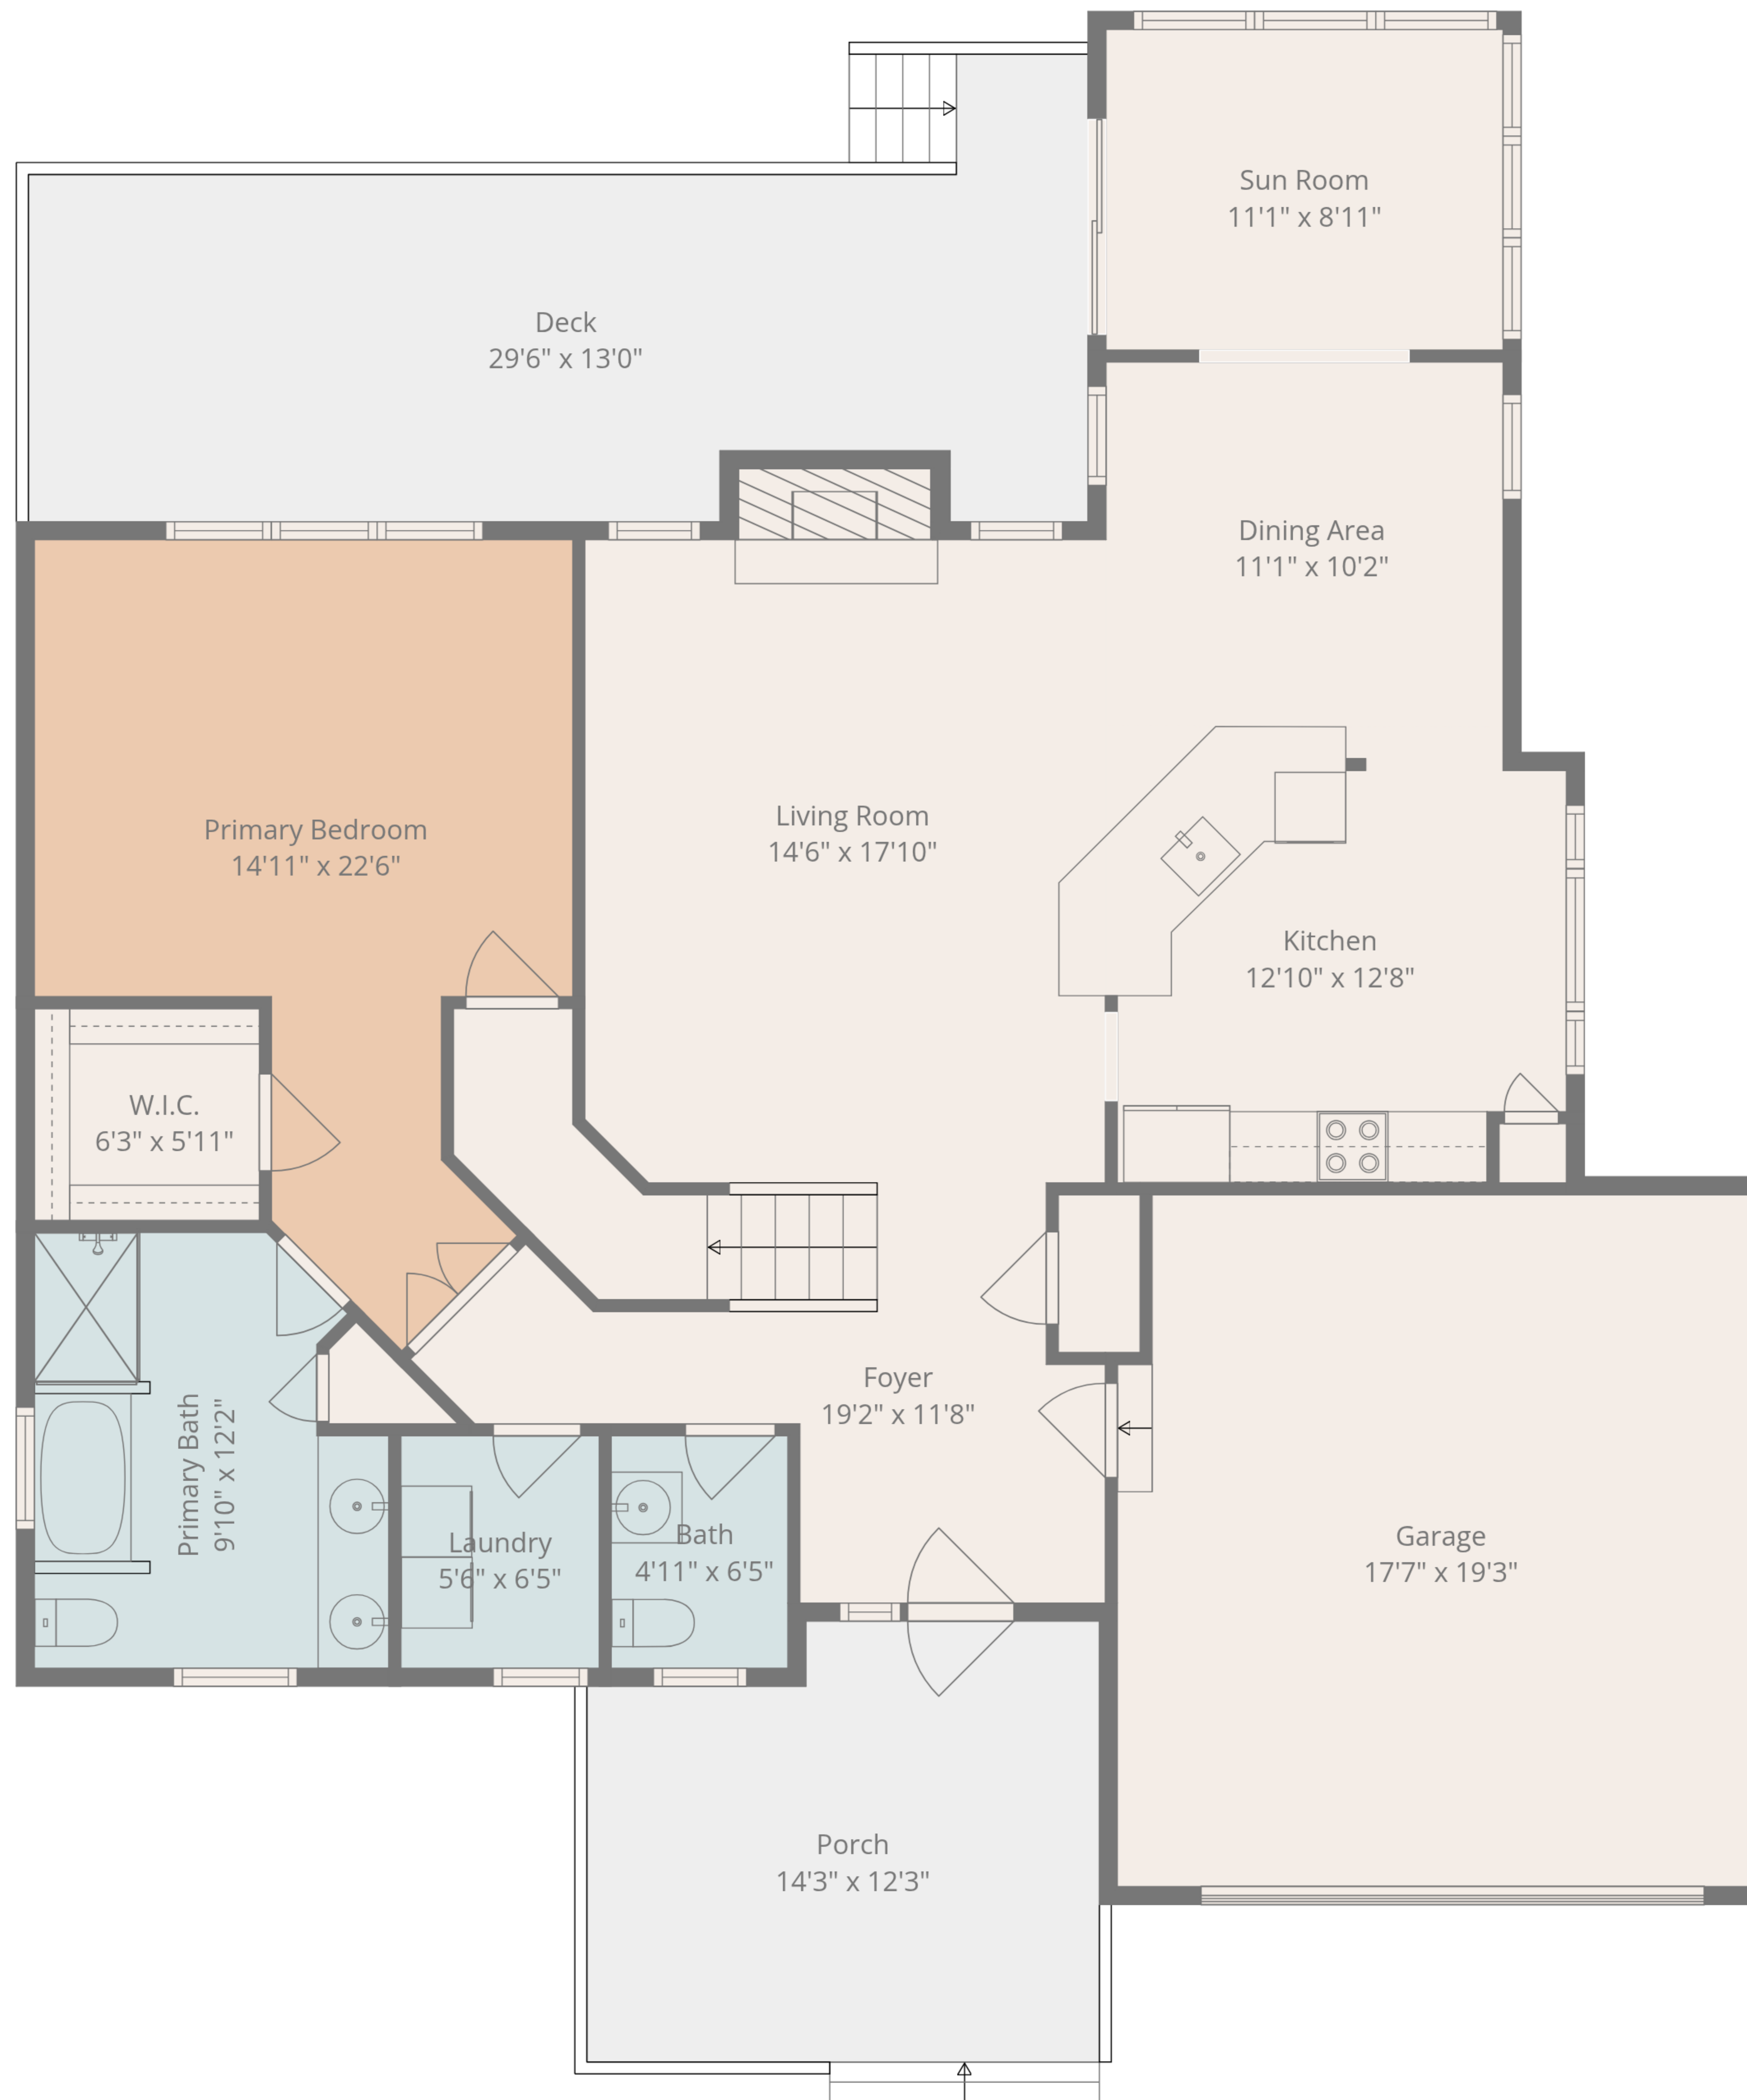 Sun Room
11'1" x 8'11"
Deck
29'6" x 13'0"
Dining Area
11'1" x 10'2"
Primary Bedroom
14'11" x 22'6"
Living Room
14'6" x 17'10"
Kitchen
12'10" x 12'8"
W.I.C.
6'3" x 5'11"
Foyer
19'2" x 11'8"
Primary Bath
9'10" x 12'2"
Laundry
5'6" x 6'5"
Bath
4'11" x 6'5"
Garage
17'7" x 19'3"
Porch
14'3" x 12'3"